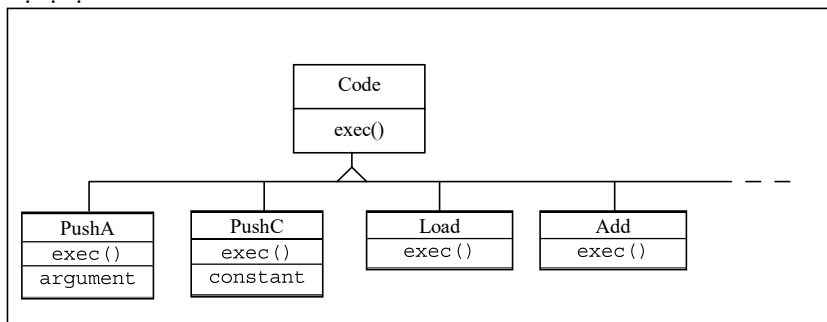 Code
exec()
PushA
PushC
Load
Add
exec()
exec()
exec()
exec()
argument
constant